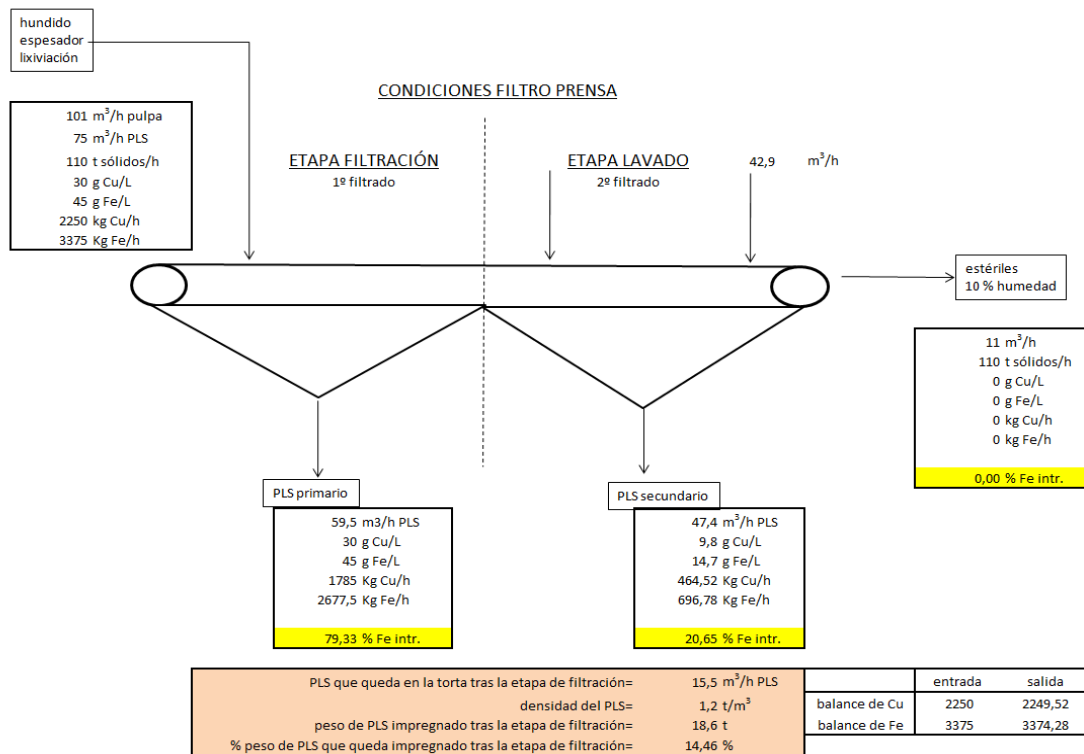 hundido
espesador
lixiviación
CONDICIONES FILTRO PRENSA
101 m³/h pulpa
75 m³/h PLS
110 t sólidos/h
30 g Cu/L
45 g Fe/L
2250 kg Cu/h
3375 Kg Fe/h
ETAPA FILTRACIÓN
1º filtrado
ETAPA LAVADO
2º filtrado
42,9 m³/h
estériles
10 % humedad
11 m³/h
110 t sólidos/h
0 g Cu/L
0 g Fe/L
0 kg Cu/h
0 kg Fe/h
0,00 % Fe intr.
PLS primario
59,5 m3/h PLS
30 g Cu/L
45 g Fe/L
1785 Kg Cu/h
2677,5 Kg Fe/h
79,33 % Fe intr.
PLS secundario
47,4 m³/h PLS
9,8 g Cu/L
14,7 g Fe/L
464,52 Kg Cu/h
696,78 Kg Fe/h
20,65 % Fe intr.
PLS que queda en la torta tras la etapa de filtración= 15,5 m³/h PLS
densidad del PLS= 1,2 t/m³
peso de PLS impregnado tras la etapa de filtración= 18,6 t
% peso de PLS que queda impregnado tras la etapa de filtración= 14,46 %
entrada salida
balance de Cu 2250 2249,52
balance de Fe 3375 3374,28